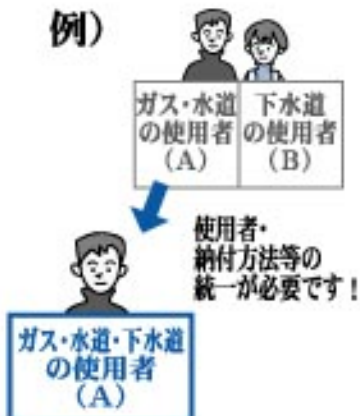 例）
ガス・水道
の使用者
（A）
下水道
の使用者
（B）
使用者・
納付方法等の
統一が必要です！
ガス・水道・下水道
の使用者
（A）